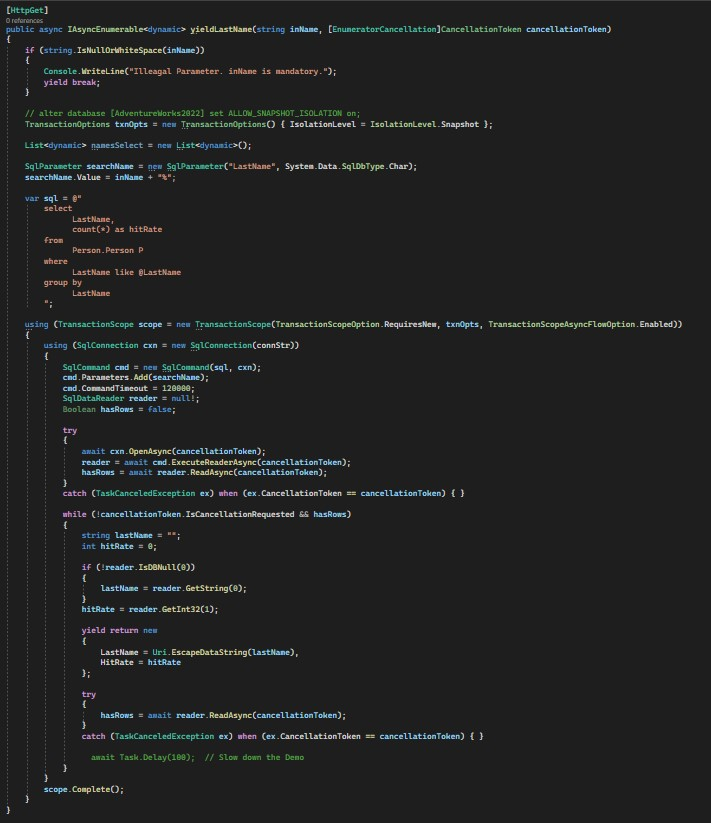 [HttpGet]
0 references
public async IAsyncEnumerable<dynamic> yieldLastName(string inName, [EnumeratorCancellation]CancellationToken cancellationToken)
{
    if (string.IsNullOrWhiteSpace(inName))
    {
        Console.WriteLine("Illeagal Parameter. inName is mandatory.");
        yield break;
    }

    // alter database [AdventureWorks2022] set ALLOW_SNAPSHOT_ISOLATION on;
    TransactionOptions txnOpts = new TransactionOptions() { IsolationLevel = IsolationLevel.Snapshot };

    List<dynamic> namesSelect = new List<dynamic>();

    SqlParameter searchName = new SqlParameter("LastName", System.Data.SqlDbType.Char);
    searchName.Value = inName + "%";

    var sql = @"
        select
              LastName,
              count(*) as hitRate
        from
              Person.Person P
        where
              LastName like @LastName
        group by
              LastName
        ";

    using (TransactionScope scope = new TransactionScope(TransactionScopeOption.RequiresNew, txnOpts, TransactionScopeAsyncFlowOption.Enabled))
    {
        using (SqlConnection cxn = new SqlConnection(connStr))
        {
            SqlCommand cmd = new SqlCommand(sql, cxn);
            cmd.Parameters.Add(searchName);
            cmd.CommandTimeout = 120000;
            SqlDataReader reader = null!;
            Boolean hasRows = false;

            try
            {
                await cxn.OpenAsync(cancellationToken);
                reader = await cmd.ExecuteReaderAsync(cancellationToken);
                hasRows = await reader.ReadAsync(cancellationToken);
            }
            catch (TaskCanceledException ex) when (ex.CancellationToken == cancellationToken) { }

            while (!cancellationToken.IsCancellationRequested && hasRows)
            {
                string lastName = "";
                int hitRate = 0;

                if (!reader.IsDBNull(0))
                {
                    lastName = reader.GetString(0);
                }
                hitRate = reader.GetInt32(1);

                yield return new
                {
                    LastName = Uri.EscapeDataString(lastName),
                    HitRate = hitRate
                };

                try
                {
                    hasRows = await reader.ReadAsync(cancellationToken);
                }
                catch (TaskCanceledException ex) when (ex.CancellationToken == cancellationToken) { }

                  await Task.Delay(100);  // Slow down the Demo
            }
        }
        scope.Complete();
    }
}